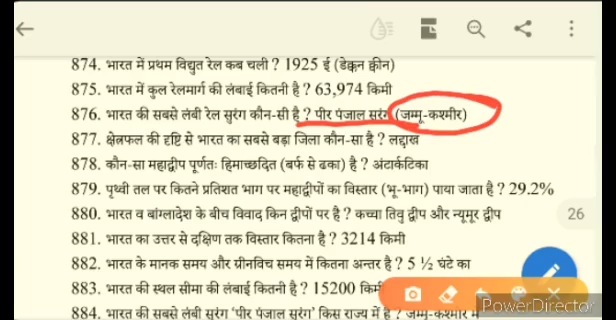 874. भारत में प्रथम विद्युत रेल कब चली ? 1925 ई (डेक्कन क्वीन)
875. भारत में कुल रेलमार्ग की लंबाई कितनी है ? 63,974 किमी
876. भारत की सबसे लंबी रेल सुरंग कौन-सी है ? पीर पंजाल सुरंग (जम्मू-कश्मीर)
877. क्षेत्रफल की दृष्टि से भारत का सबसे बड़ा जिला कौन-सा है ? लद्दाख
878. कौन-सा महाद्वीप पूर्णतः हिमाच्छदित (बर्फ से ढका) है ? अंटार्कटिका
879. पृथ्वी तल पर कितने प्रतिशत भाग पर महाद्वीपों का विस्तार (भू-भाग) पाया जाता है ? 29.2%
880. भारत व बांग्लादेश के बीच विवाद किन द्वीपों पर है ? कच्चा तिवु द्वीप और न्यूमूर द्वीप
26
881. भारत का उत्तर से दक्षिण तक विस्तार कितना है ? 3214 किमी
882. भारत के मानक समय और ग्रीनविच समय में कितना अन्तर है ? 5 ½ घंटे का
883. भारत की स्थल सीमा की लंबाई कितनी है ? 15200 किमी
PowerDirector
884. भारत की सबसे लंबी सुरंग 'पीर पंजाल सुरंग' किस राज्य में है ? जम्मू-कश्मीर में